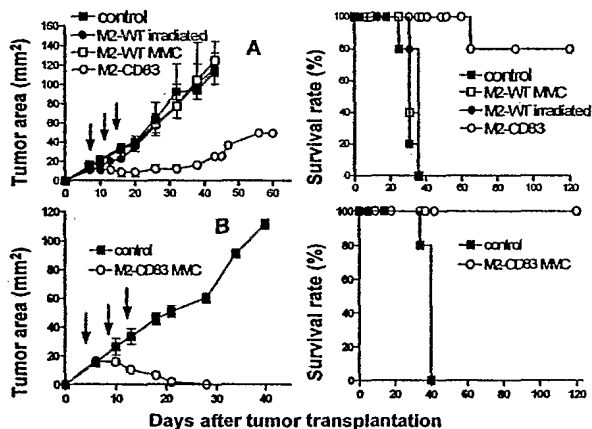 control
M2-WT irradiated
M2-WT MMC
M2-CD83
A
Tumor area (mm²)
160
140
120
100
80
60
40
20
0
0 10 20 30 40 50 60
Survival rate (%)
100
80
60
40
20
0
control
M2-WT MMC
M2-WT irradiated
M2-CD83
0 20 40 60 80 100 120
B
control
M2-CD83 MMC
Tumor area (mm²)
120
100
80
60
40
20
0
0 10 20 30 40
Survival rate (%)
100
80
60
40
20
0
control
M2-CD83 MMC
0 20 40 60 80 100 120
Days after tumor transplantation